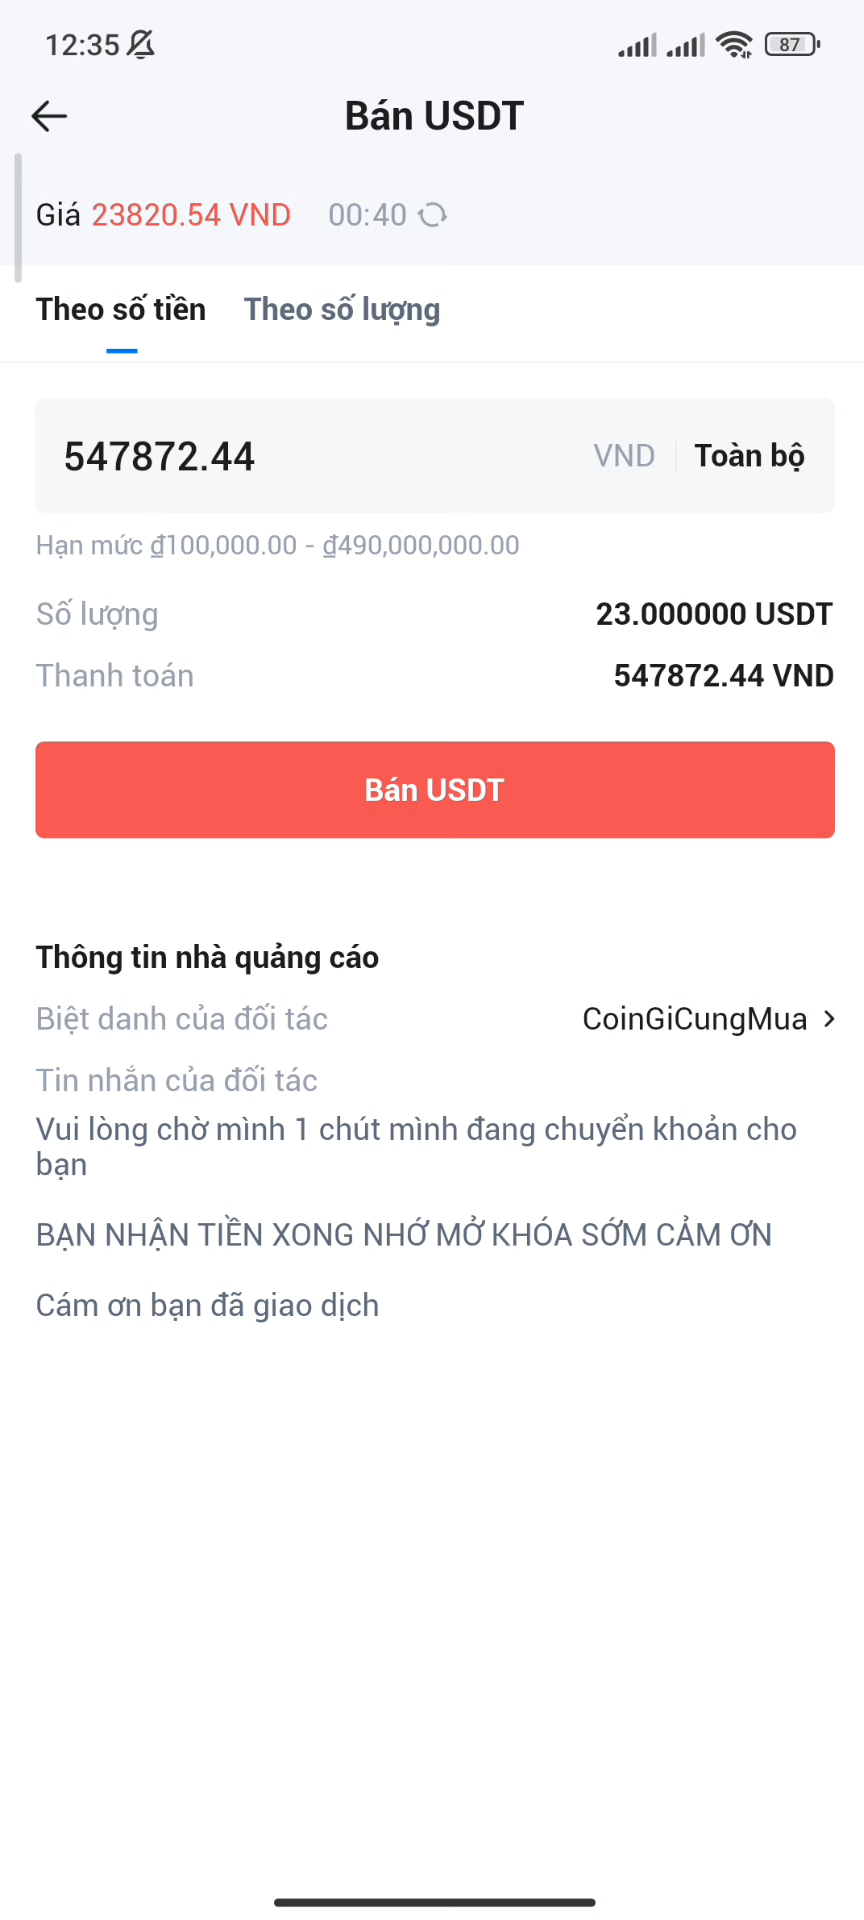 12:35
87
Bán USDT
Giá 23820.54 VND 00:40
Theo số tiền Theo số lượng
547872.44 VND Toàn bộ
Hạn mức ₫100,000.00 - ₫490,000,000.00
Số lượng 23.000000 USDT
Thanh toán 547872.44 VND
Bán USDT
Thông tin nhà quảng cáo
Biệt danh của đối tác CoinGiCungMua
Tin nhắn của đối tác
Vui lòng chờ mình 1 chút mình đang chuyển khoản cho
bạn
BẠN NHẬN TIỀN XONG NHỚ MỞ KHÓA SỚM CẢM ƠN
Cám ơn bạn đã giao dịch